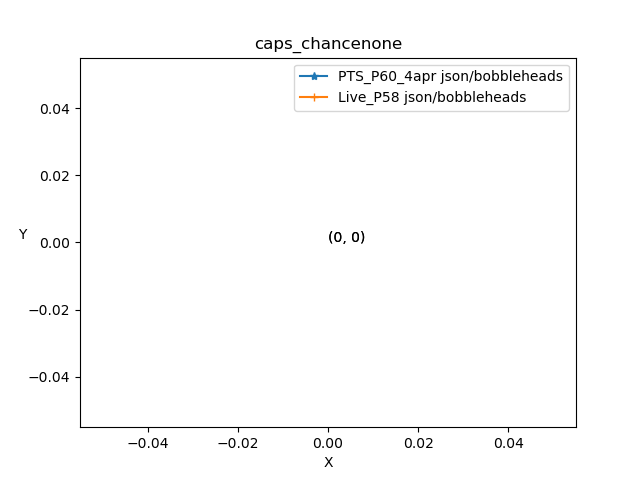 caps_chancenone
PTS_P60_4apr json/bobbleheads
Live_P58 json/bobbleheads
0.04
0.02
Y
0.00
(0, 0)
−0.02
−0.04
−0.04
−0.02
0.00
0.02
0.04
X